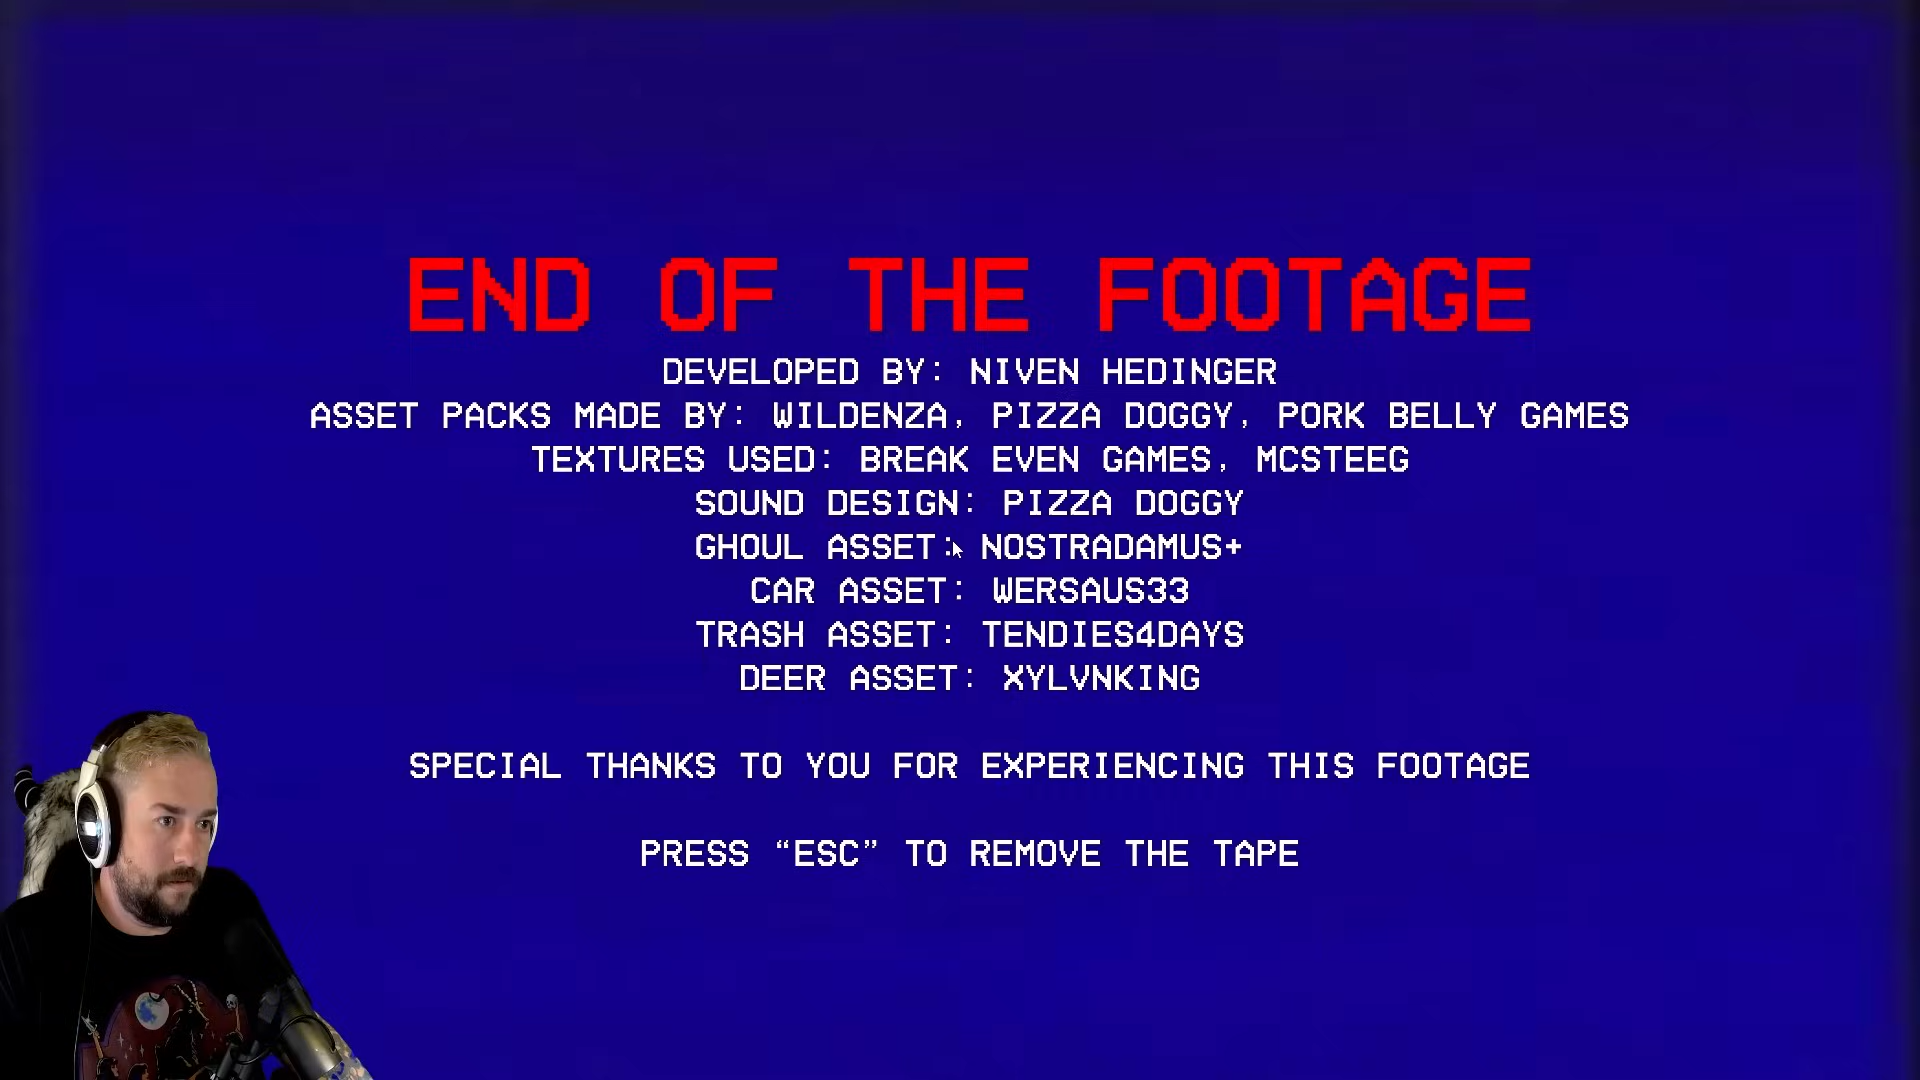 END OF THE FOOTAGE
DEVELOPED BY: NIVEN HEDINGER
ASSET PACKS MADE BY: WILDENZA, PIZZA DOGGY, PORK BELLY GAMES
TEXTURES USED: BREAK EVEN GAMES, MCSTEEG
SOUND DESIGN: PIZZA DOGGY
GHOUL ASSET: NOSTRADAMUS+
CAR ASSET: WERSAUS33
TRASH ASSET: TENDIES4DAYS
DEER ASSET: XYLVNKING
SPECIAL THANKS TO YOU FOR EXPERIENCING THIS FOOTAGE
PRESS “ESC” TO REMOVE THE TAPE